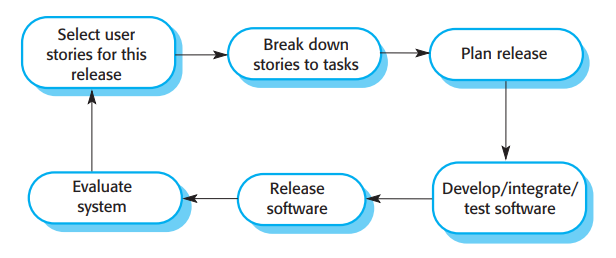 Select user
stories for this
release
Break down
stories to tasks
Plan release
Develop/integrate/
test software
Release
software
Evaluate
system